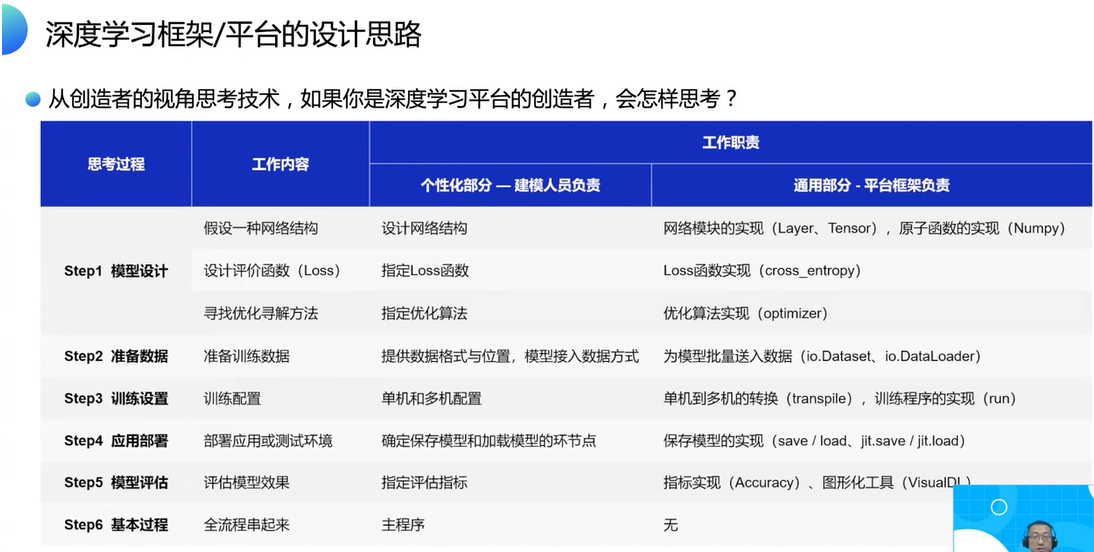 深度学习框架/平台的设计思路
从创造者的视角思考技术，如果你是深度学习平台的创造者，会怎样思考？
思考过程 工作内容 工作职责
个性化部分 — 建模人员负责 通用部分 - 平台框架负责
Step1 模型设计
假设一种网络结构 设计网络结构 网络模块的实现（Layer、Tensor），原子函数的实现（Numpy）
设计评价函数（Loss） 指定Loss函数 Loss函数实现（cross_entropy）
寻找优化寻解方法 指定优化算法 优化算法实现（optimizer）
Step2 准备数据 准备训练数据 提供数据格式与位置，模型接入数据方式 为模型批量送入数据（io.Dataset、io.DataLoader）
Step3 训练设置 训练配置 单机和多机配置 单机到多机的转换（transpile），训练程序的实现（run）
Step4 应用部署 部署应用或测试环境 确定保存模型和加载模型的环节点 保存模型的实现（save / load、jit.save / jit.load）
Step5 模型评估 评估模型效果 指定评估指标 指标实现（Accuracy）、图形化工具（VisualDL）
Step6 基本过程 全流程串起来 主程序 无